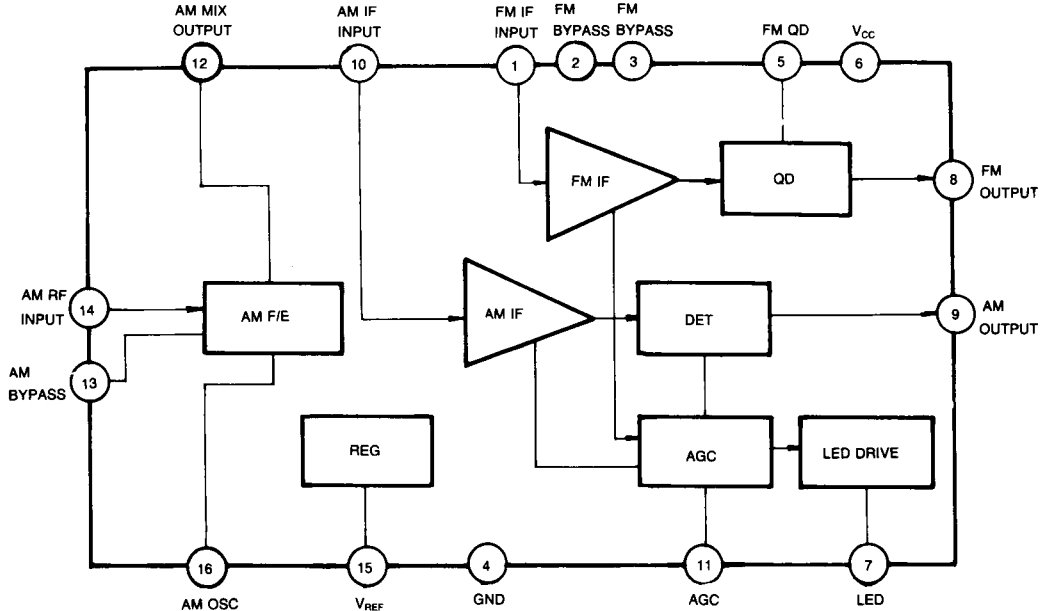 AM MIX
OUTPUT
AM IF
INPUT
FM IF
INPUT
FM
BYPASS
FM
BYPASS
FM QD
VCC
12
10
1
2
3
5
6
FM IF
QD
8
FM
OUTPUT
AM RF
INPUT
14
AM F/E
AM IF
DET
9
AM
OUTPUT
AM
BYPASS
13
REG
AGC
LED DRIVE
16
15
4
11
7
AM OSC
VREF
GND
AGC
LED